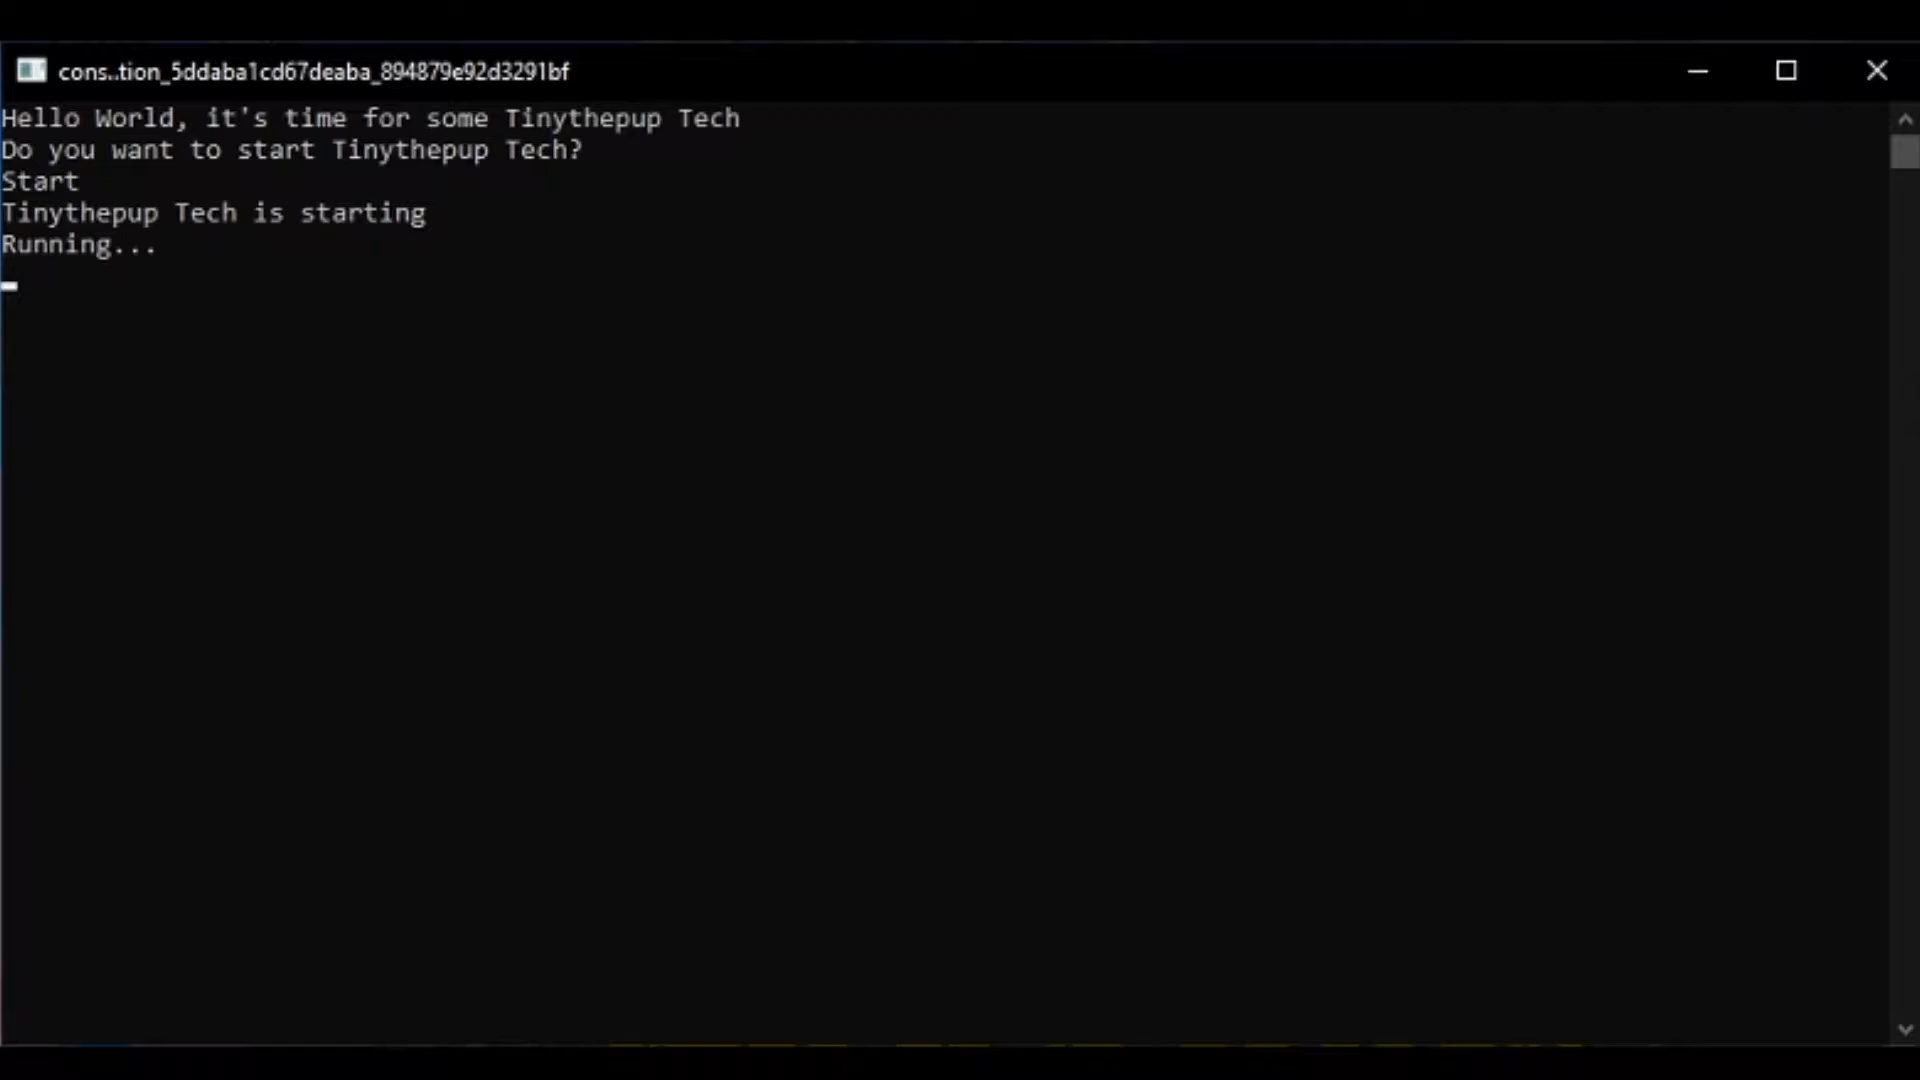 cons..tion_5ddaba1cd67deaba_894879e92d3291bf
Hello World, it's time for some Tinythepup Tech
Do you want to start Tinythepup Tech?
Start
Tinythepup Tech is starting
Running...